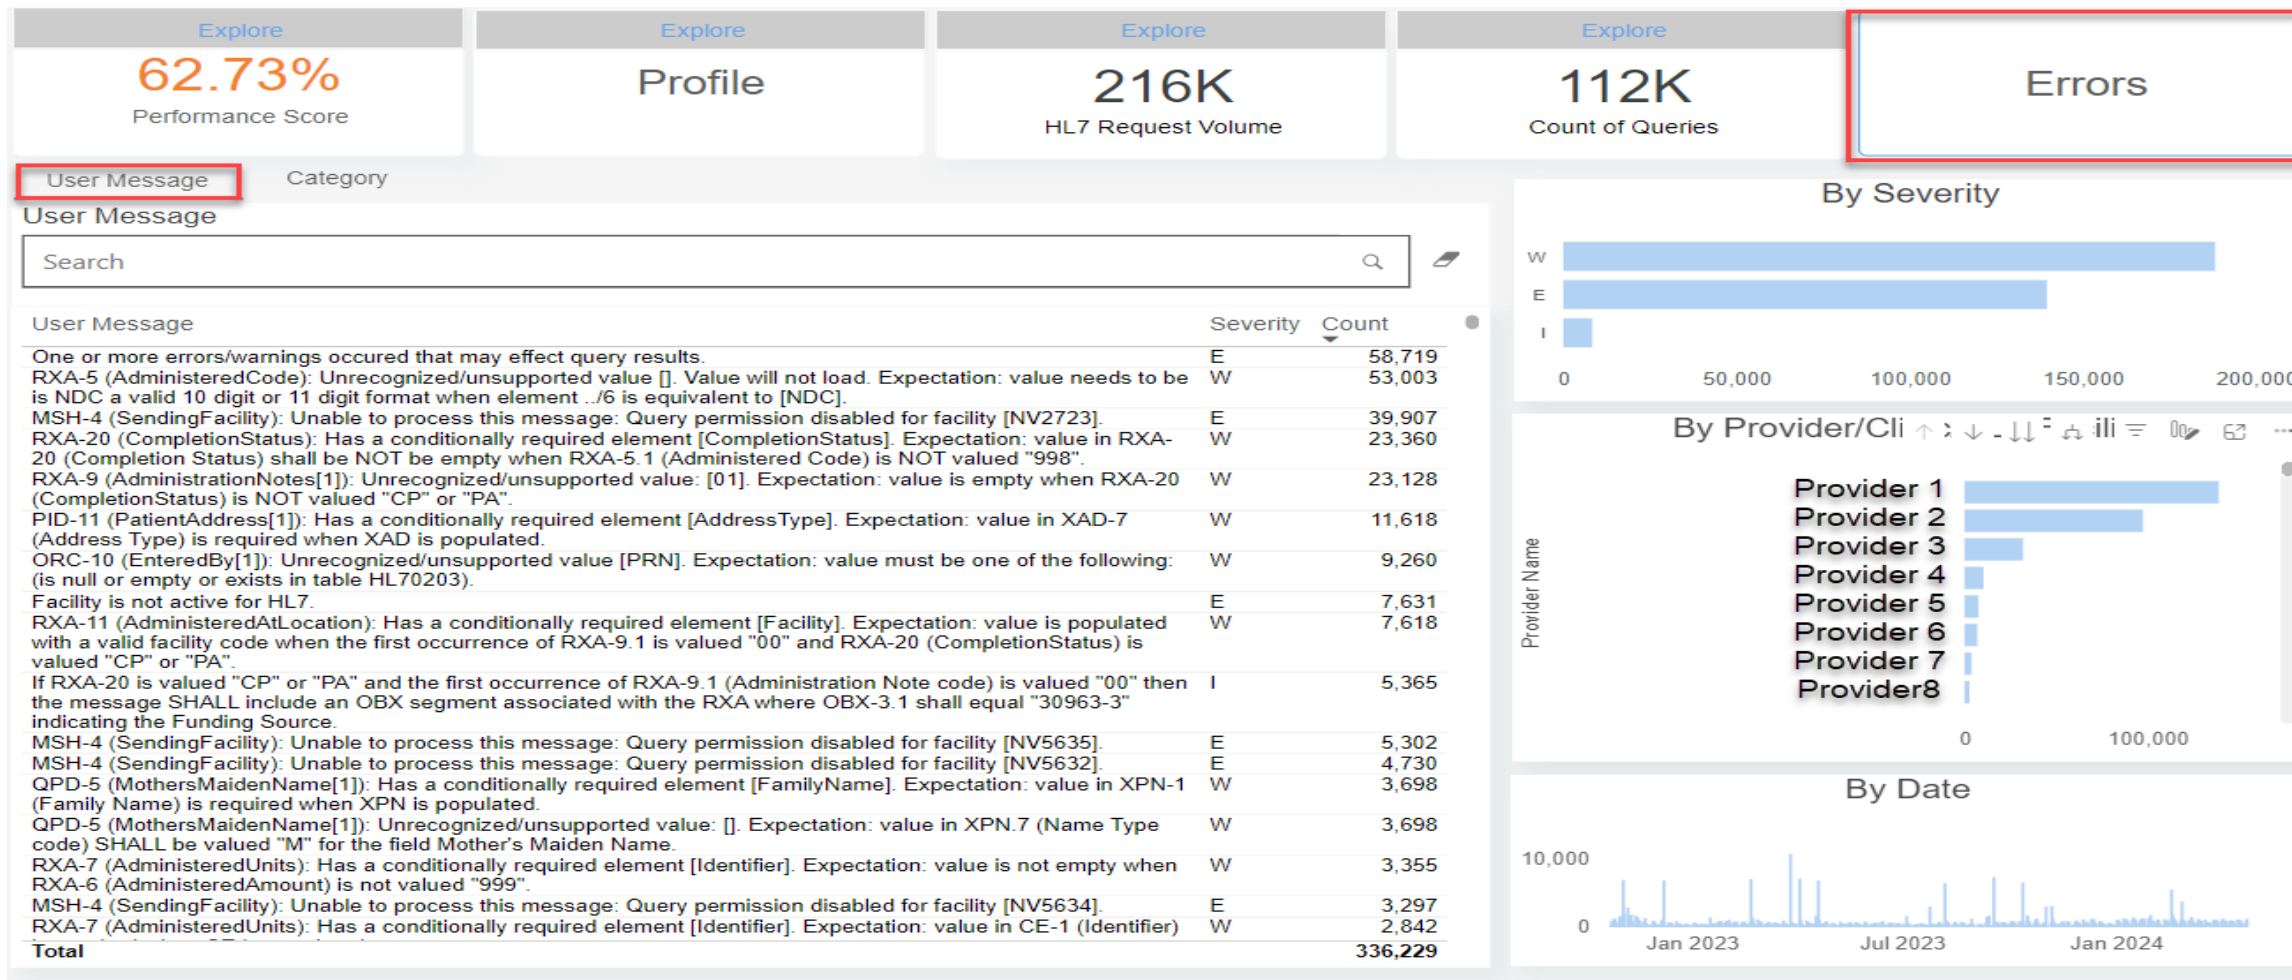 Explore
62.73%
Performance Score
Explore
Profile
Explore
216K
HL7 Request Volume
Explore
112K
Count of Queries
Errors
User Message
Category
User Message
Search
User Message Severity Count
One or more errors/warnings occured that may effect query results. E 58,719
RXA-5 (AdministeredCode): Unrecognized/unsupported value []. Value will not load. Expectation: value needs to be W 53,003
is NDC a valid 10 digit or 11 digit format when element ../6 is equivalent to [NDC].
MSH-4 (SendingFacility): Unable to process this message: Query permission disabled for facility [NV2723]. E 39,907
RXA-20 (CompletionStatus): Has a conditionally required element [CompletionStatus]. Expectation: value in RXA- W 23,360
20 (Completion Status) shall be NOT be empty when RXA-5.1 (Administered Code) is NOT valued "998".
RXA-9 (AdministrationNotes[1]): Unrecognized/unsupported value: [01]. Expectation: value is empty when RXA-20 W 23,128
(CompletionStatus) is NOT valued "CP" or "PA".
PID-11 (PatientAddress[1]): Has a conditionally required element [AddressType]. Expectation: value in XAD-7 W 11,618
(Address Type) is required when XAD is populated.
ORC-10 (EnteredBy[1]): Unrecognized/unsupported value [PRN]. Expectation: value must be one of the following: W 9,260
(is null or empty or exists in table HL70203).
Facility is not active for HL7. E 7,631
RXA-11 (AdministeredAtLocation): Has a conditionally required element [Facility]. Expectation: value is populated W 7,618
with a valid facility code when the first occurrence of RXA-9.1 is valued "00" and RXA-20 (CompletionStatus) is
valued "CP" or "PA".
If RXA-20 is valued "CP" or "PA" and the first occurrence of RXA-9.1 (Administration Note code) is valued "00" then I 5,365
the message SHALL include an OBX segment associated with the RXA where OBX-3.1 shall equal "30963-3"
indicating the Funding Source.
MSH-4 (SendingFacility): Unable to process this message: Query permission disabled for facility [NV5635]. E 5,302
MSH-4 (SendingFacility): Unable to process this message: Query permission disabled for facility [NV5632]. E 4,730
QPD-5 (MothersMaidenName[1]): Has a conditionally required element [FamilyName]. Expectation: value in XPN-1 W 3,698
(Family Name) is required when XPN is populated.
QPD-5 (MothersMaidenName[1]): Unrecognized/unsupported value: []. Expectation: value in XPN.7 (Name Type W 3,698
code) SHALL be valued "M" for the field Mother's Maiden Name.
RXA-7 (AdministeredUnits): Has a conditionally required element [Identifier]. Expectation: value is not empty when W 3,355
RXA-6 (AdministeredAmount) is not valued "999".
MSH-4 (SendingFacility): Unable to process this message: Query permission disabled for facility [NV5634]. E 3,297
RXA-7 (AdministeredUnits): Has a conditionally required element [Identifier]. Expectation: value in CE-1 (Identifier) W 2,842
Total 336,229
By Severity
W
E
I
0 50,000 100,000 150,000 200,000
By Provider/Cli
Provider Name
Provider 1
Provider 2
Provider 3
Provider 4
Provider 5
Provider 6
Provider 7
Provider8
0 100,000
By Date
10,000
0
Jan 2023 Jul 2023 Jan 2024